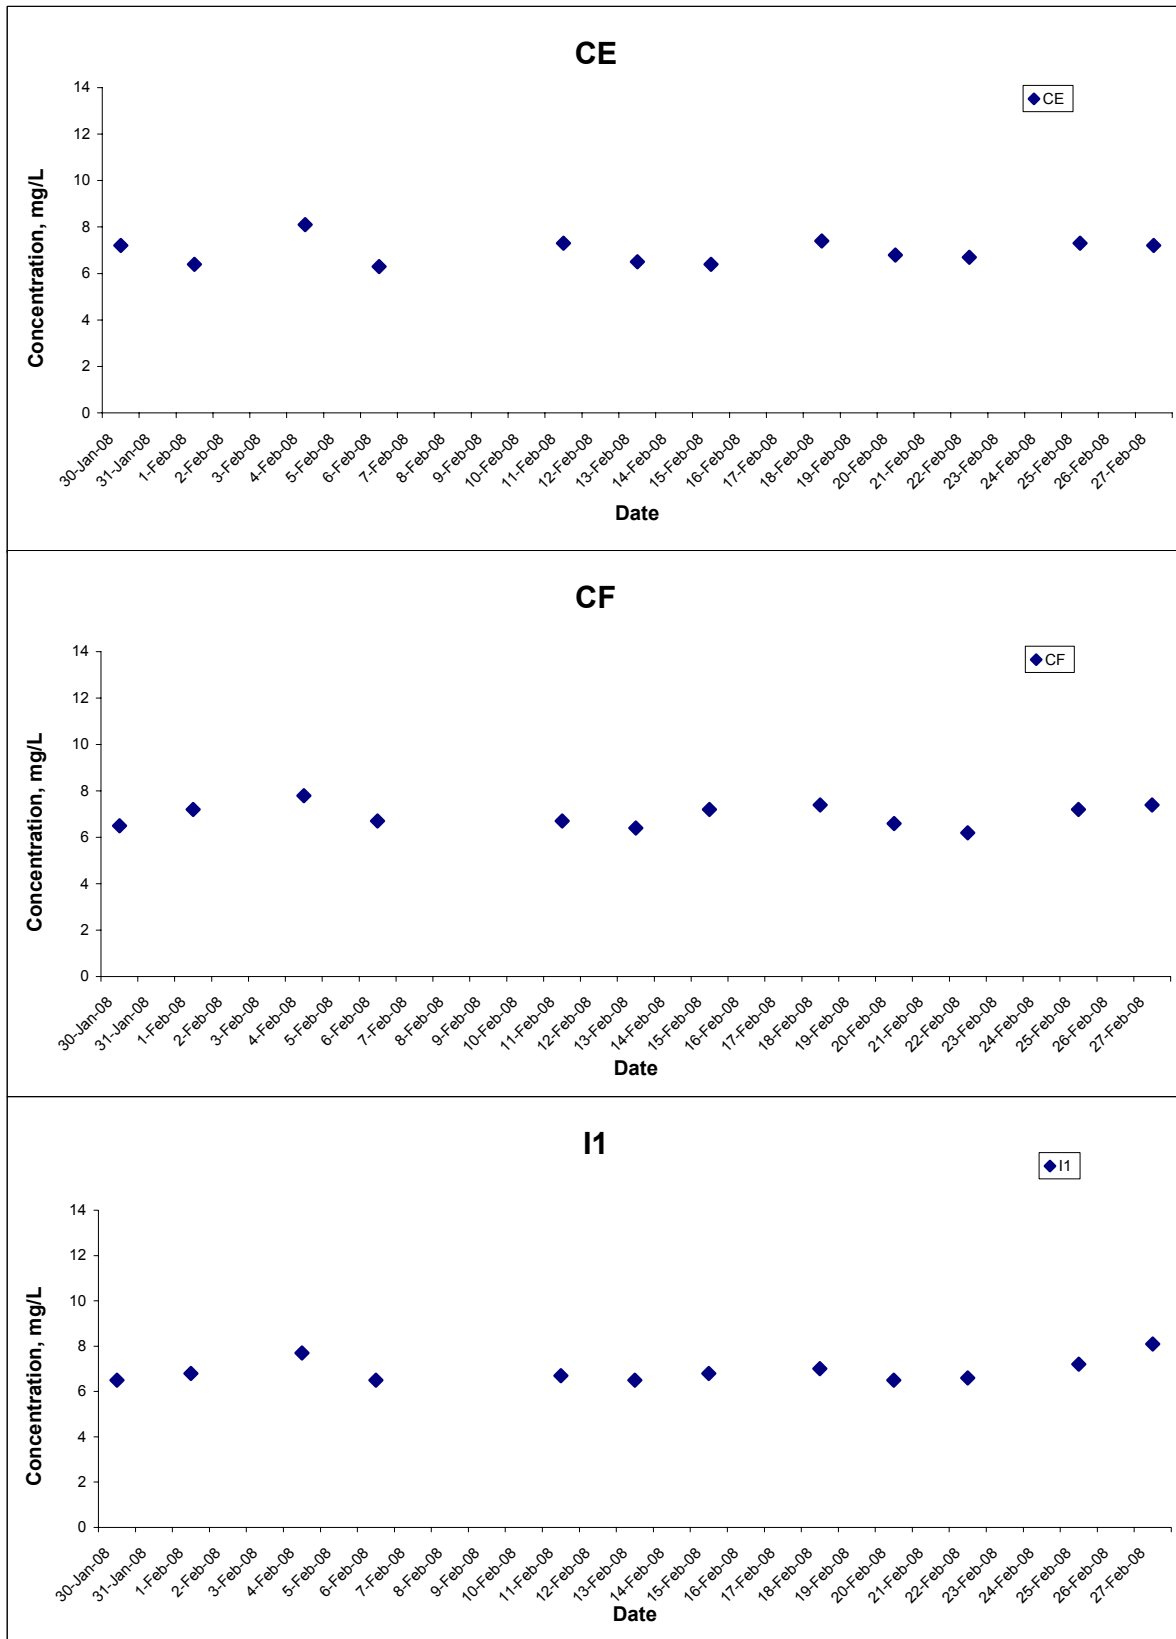 CE
CE
Concentration, mg/L
14
12
10
8
6
4
2
0
30-Jan-08 31-Jan-08 1-Feb-08 2-Feb-08 3-Feb-08 4-Feb-08 5-Feb-08 6-Feb-08 7-Feb-08 8-Feb-08 9-Feb-08 10-Feb-08 11-Feb-08 12-Feb-08 13-Feb-08 14-Feb-08 15-Feb-08 16-Feb-08 17-Feb-08 18-Feb-08 19-Feb-08 20-Feb-08 21-Feb-08 22-Feb-08 23-Feb-08 24-Feb-08 25-Feb-08 26-Feb-08 27-Feb-08
Date
CF
CF
Concentration, mg/L
14
12
10
8
6
4
2
0
30-Jan-08 31-Jan-08 1-Feb-08 2-Feb-08 3-Feb-08 4-Feb-08 5-Feb-08 6-Feb-08 7-Feb-08 8-Feb-08 9-Feb-08 10-Feb-08 11-Feb-08 12-Feb-08 13-Feb-08 14-Feb-08 15-Feb-08 16-Feb-08 17-Feb-08 18-Feb-08 19-Feb-08 20-Feb-08 21-Feb-08 22-Feb-08 23-Feb-08 24-Feb-08 25-Feb-08 26-Feb-08 27-Feb-08
Date
I1
I1
Concentration, mg/L
14
12
10
8
6
4
2
0
30-Jan-08 31-Jan-08 1-Feb-08 2-Feb-08 3-Feb-08 4-Feb-08 5-Feb-08 6-Feb-08 7-Feb-08 8-Feb-08 9-Feb-08 10-Feb-08 11-Feb-08 12-Feb-08 13-Feb-08 14-Feb-08 15-Feb-08 16-Feb-08 17-Feb-08 18-Feb-08 19-Feb-08 20-Feb-08 21-Feb-08 22-Feb-08 23-Feb-08 24-Feb-08 25-Feb-08 26-Feb-08 27-Feb-08
Date